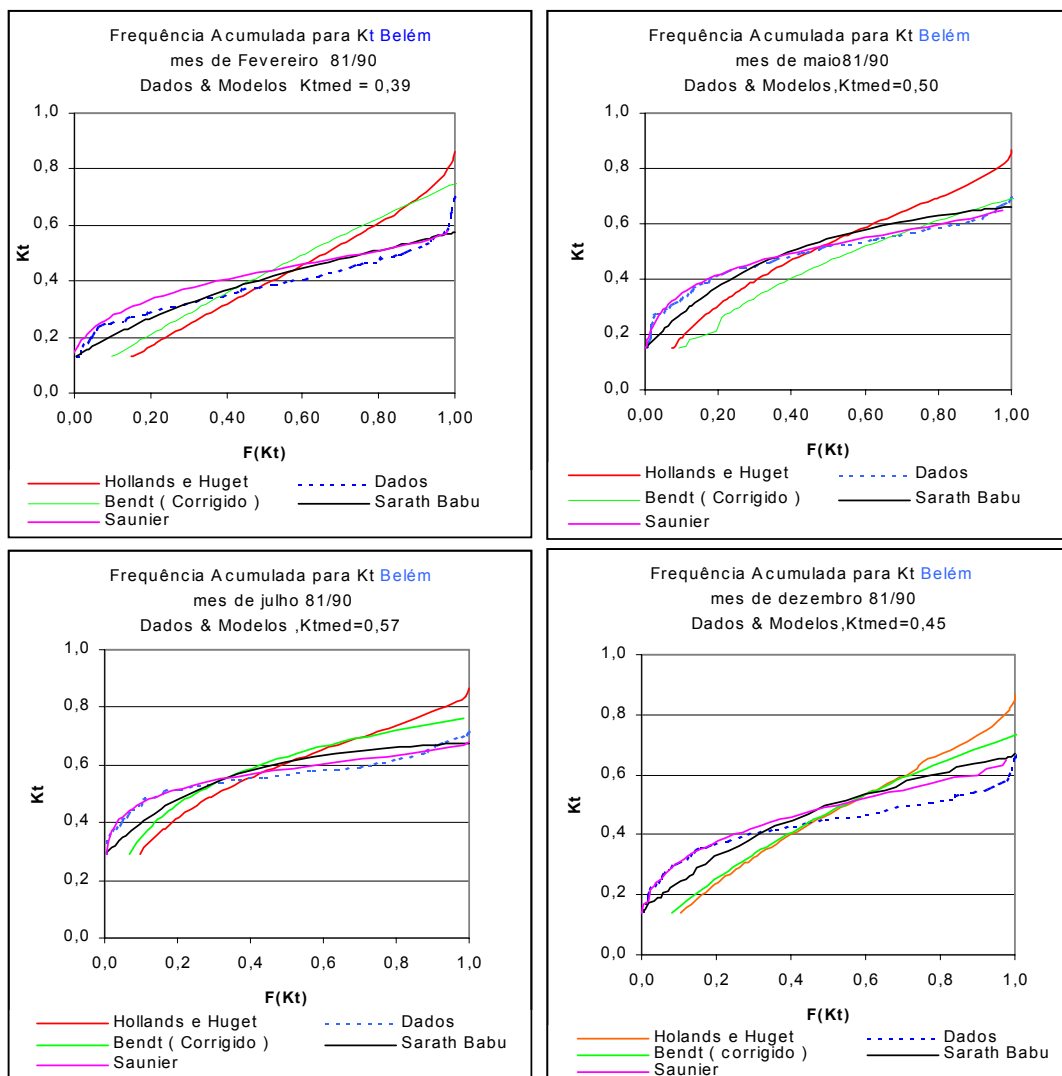 Frequência Acumulada para Kt Belém
mes de Fevereiro 81/90
Dados & Modelos Ktmed = 0,39
1,0
0,8
0,6
0,4
0,2
0,0
Kt
0,00 0,20 0,40 0,60 0,80 1,00
F(Kt)
Hollands e Huget
Dados
Bendt ( Corrigido )
Sarath Babu
Saunier
Frequência Acumulada para Kt Belém
mes de maio81/90
Dados & Modelos,Ktmed=0,50
1,0
0,8
0,6
0,4
0,2
0,0
Kt
0,00 0,20 0,40 0,60 0,80 1,00
F(Kt)
Hollands e Huget
Dados
Bendt ( Corrigido )
Sarath Babu
Saunier
Frequência Acumulada para Kt Belém
mes de julho 81/90
Dados & Modelos ,Ktmed=0,57
1,0
0,8
0,6
0,4
0,2
0,0
Kt
0,0 0,2 0,4 0,6 0,8 1,0
F(Kt)
Hollands e Huget
Dados
Bendt ( Corrigido )
Sarath Babu
Saunier
Frequência Acumulada para Kt Belém
mes de dezembro 81/90
Dados & Modelos,Ktmed=0,45
1,0
0,8
0,6
0,4
0,2
0,0
Kt
0,0 0,2 0,4 0,6 0,8 1,0
F(Kt)
Holands e Huget
Dados
Bendt ( corrigido )
Sarath Babu
Saunier